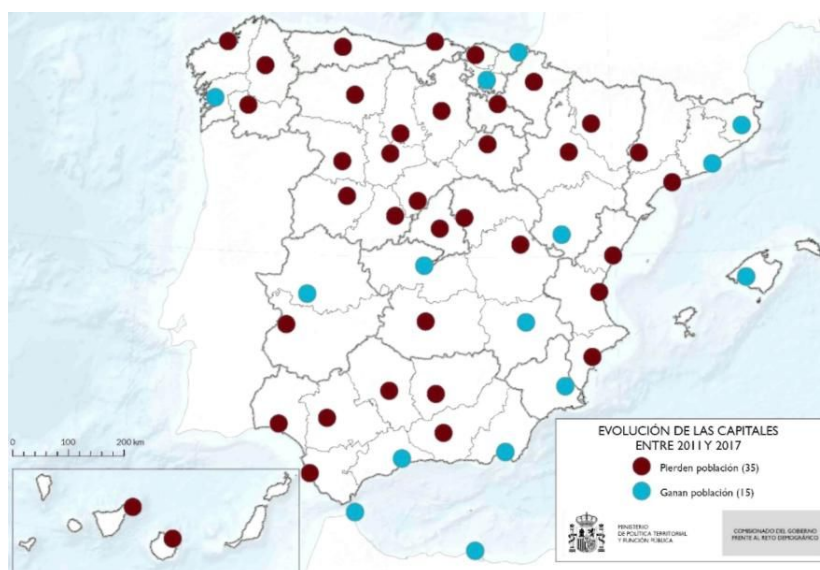 0 100 200 km
EVOLUCIÓN DE LAS CAPITALES
ENTRE 2011 Y 2017
Pierden población (35)
Ganan población (15)
MINISTERIO
DE POLÍTICA TERRITORIAL
Y FUNCIÓN PÚBLICA
COMISIONADO DEL GOBIERNO
FRENTE AL RETO DEMOGRÁFICO